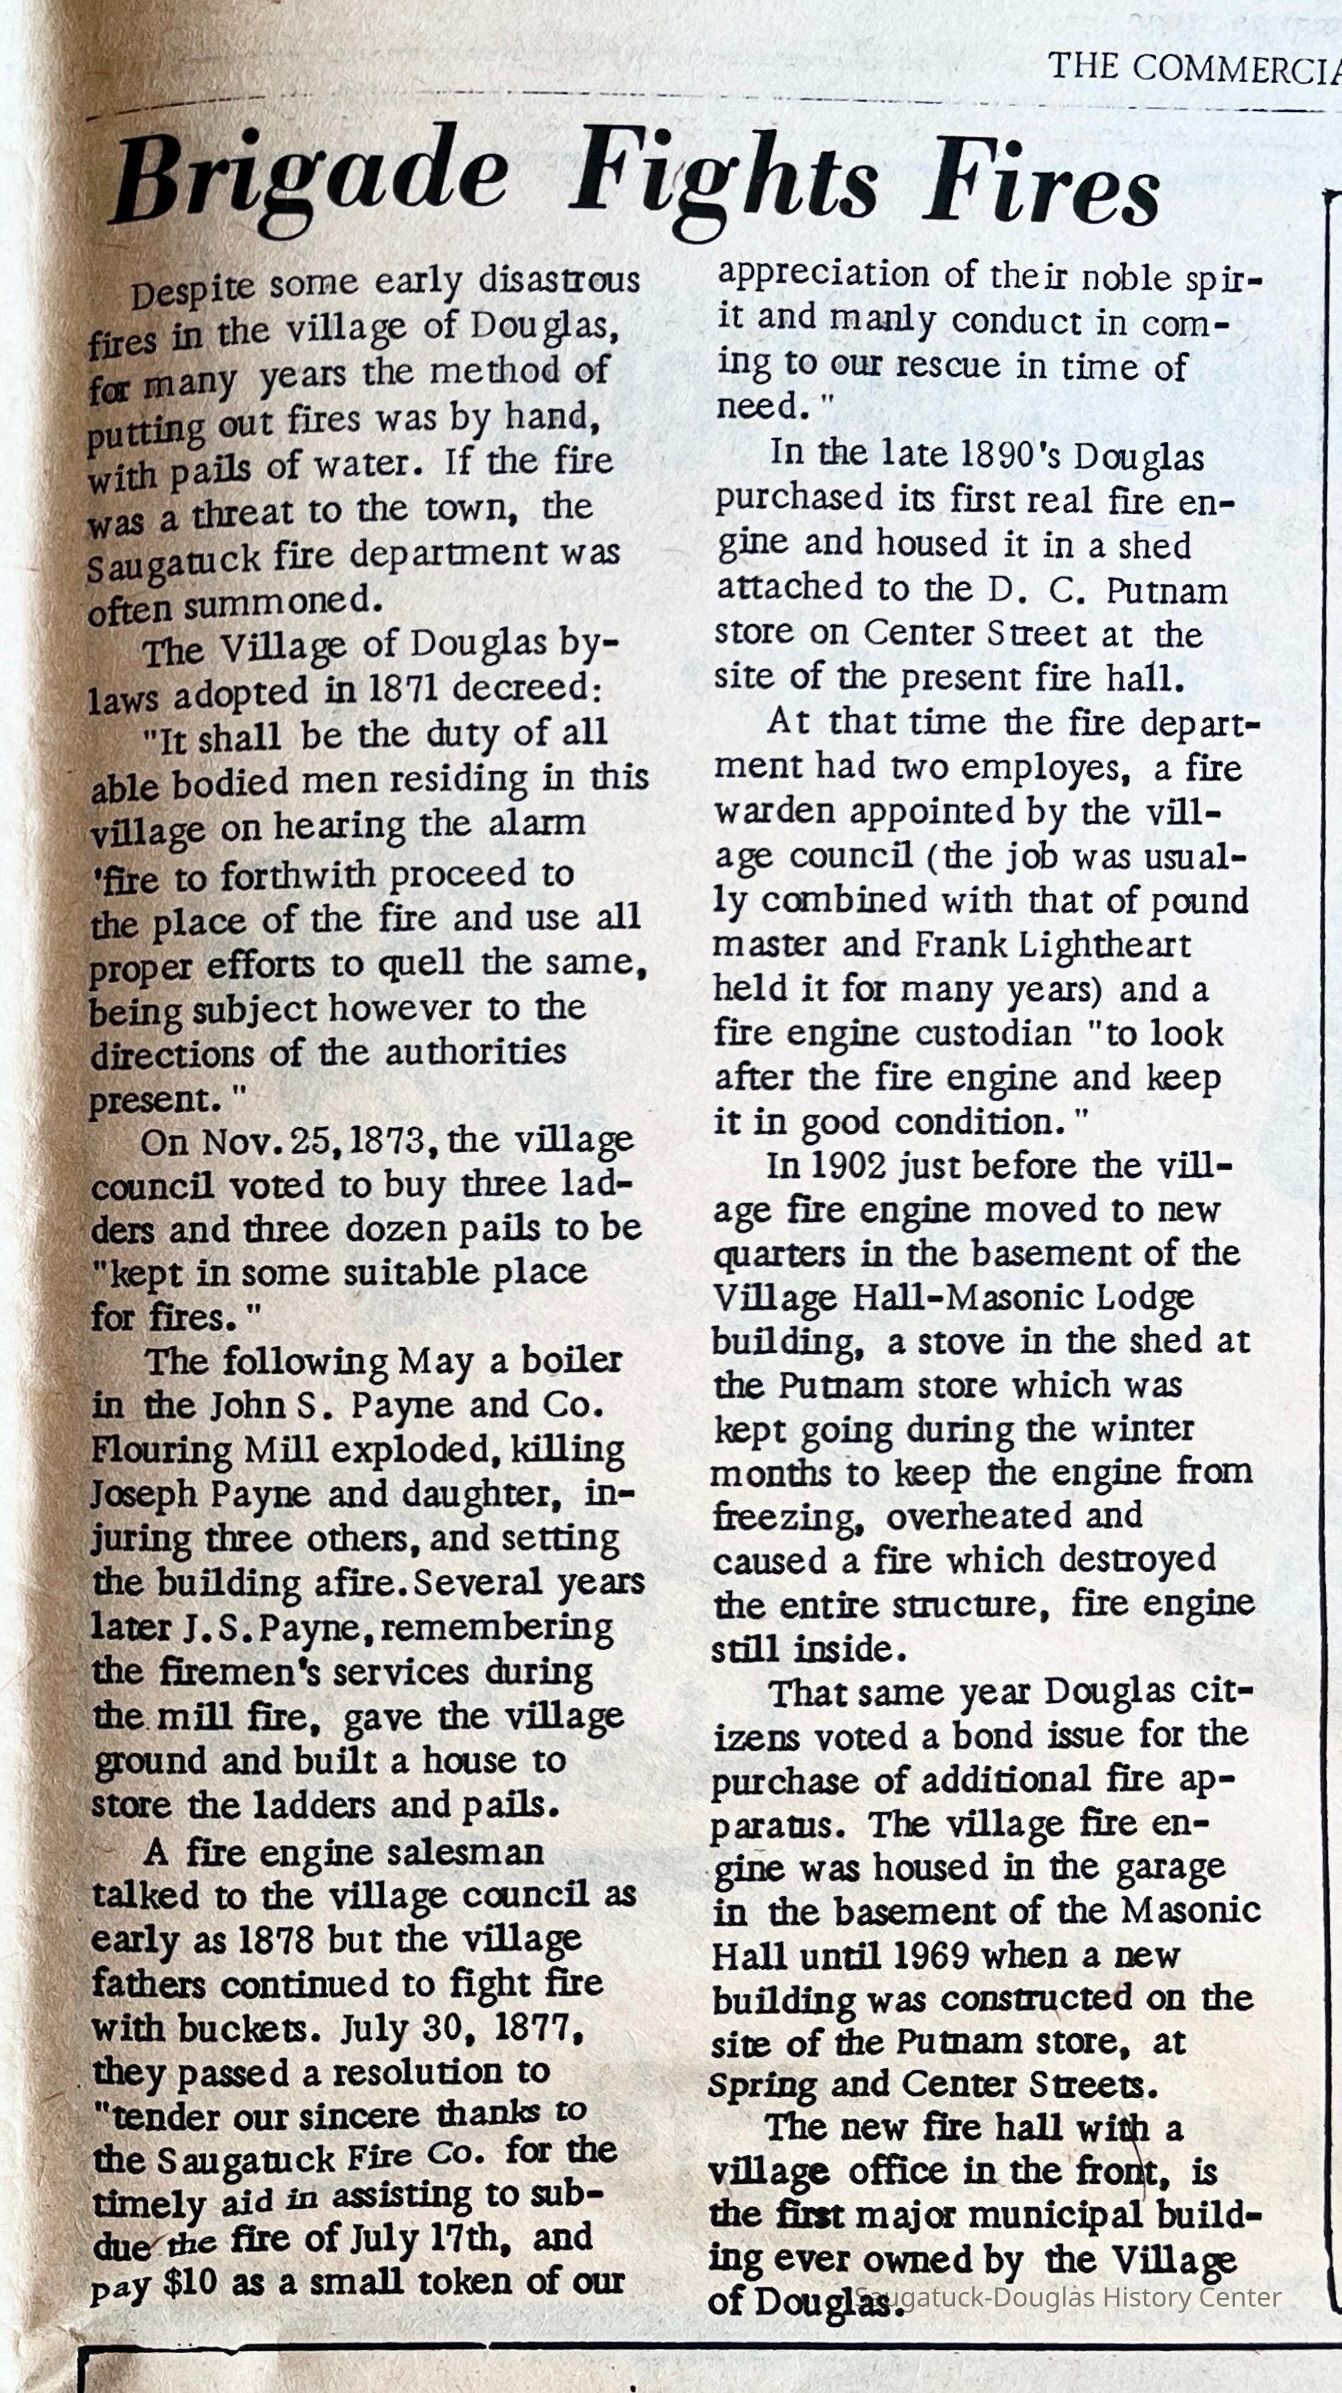 THE COMMERCIA
Brigade Fights Fires
Despite some early disastrous
fires in the village of Douglas,
for many years the method of
putting out fires was by hand,
with pails of water. If the fire
was a threat to the town, the
Saugatuck fire department was
often summoned.
The Village of Douglas by-
laws adopted in 1871 decreed:
"It shall be the duty of all
able bodied men residing in this
village on hearing the alarm
'fire to forthwith proceed to
the place of the fire and use all
proper efforts to quell the same,
being subject however to the
directions of the authorities
present."
On Nov. 25, 1873, the village
council voted to buy three lad-
ders and three dozen pails to be
"kept in some suitable place
for fires."
The following May a boiler
in the John S. Payne and Co.
Flouring Mill exploded, killing
Joseph Payne and daughter, in-
juring three others, and setting
the building afire. Several years
later J. S. Payne, remembering
the firemen's services during
the mill fire, gave the village
ground and built a house to
store the ladders and pails.
A fire engine salesman
talked to the village council as
early as 1878 but the village
fathers continued to fight fire
with buckets. July 30, 1877,
they passed a resolution to
"tender our sincere thanks to
the Saugatuck Fire Co. for the
timely aid in assisting to sub-
due the fire of July 17th, and
pay $10 as a small token of our
appreciation of their noble spir-
it and manly conduct in com-
ing to our rescue in time of
need."
In the late 1890's Douglas
purchased its first real fire en-
gine and housed it in a shed
attached to the D. C. Putnam
store on Center Street at the
site of the present fire hall.
At that time the fire depart-
ment had two employes, a fire
warden appointed by the vill-
age council (the job was usual-
ly combined with that of pound
master and Frank Lightheart
held it for many years) and a
fire engine custodian "to look
after the fire engine and keep
it in good condition."
In 1902 just before the vill-
age fire engine moved to new
quarters in the basement of the
Village Hall-Masonic Lodge
building, a stove in the shed at
the Putnam store which was
kept going during the winter
months to keep the engine from
freezing, overheated and
caused a fire which destroyed
the entire structure, fire engine
still inside.
That same year Douglas cit-
izens voted a bond issue for the
purchase of additional fire ap-
paratus. The village fire en-
gine was housed in the garage
in the basement of the Masonic
Hall until 1969 when a new
building was constructed on the
site of the Putnam store, at
Spring and Center Streets.
The new fire hall with a
village office in the front, is
the first major municipal build-
ing ever owned by the Village
of Douglas.
Saugatuck-Douglas History Center